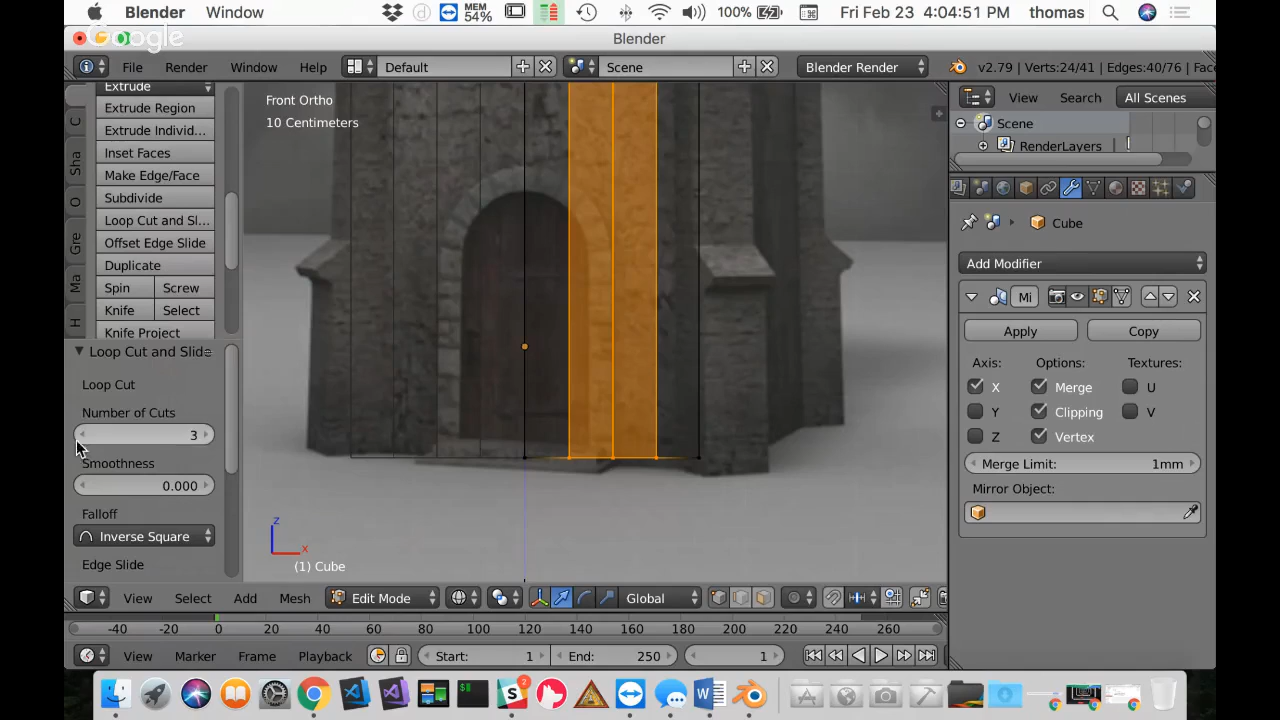 Blender Window MEM 54% 100% Fri Feb 23 4:04:51 PM thomas
Google
Blender
File Render Window Help Default Scene Blender Render v2.79 | Verts:24/41 | Edges:40/76 | Face
Extrude
Extrude Region
Extrude Individ...
Inset Faces
Make Edge/Face
Subdivide
Loop Cut and Sl...
Offset Edge Slide
Duplicate
Spin Screw
Knife Select
Knife Project
C
Sha
O
Gre
Ma
H
Loop Cut and Slide
Loop Cut
Number of Cuts
3
Smoothness
0.000
Falloff
Inverse Square
Edge Slide
Front Ortho
10 Centimeters
z
x
(1) Cube
View Search All Scenes
Scene
RenderLayers
Cube
Add Modifier
Mi
Apply Copy
Axis: Options: Textures:
X Merge U
Y Clipping V
Z Vertex
Merge Limit: 1mm
Mirror Object:
View Select Add Mesh Edit Mode Global
-40 -20 0 20 40 60 80 100 120 140 160 180 200 220 240 260
View Marker Frame Playback Start: 1 End: 250 1
2